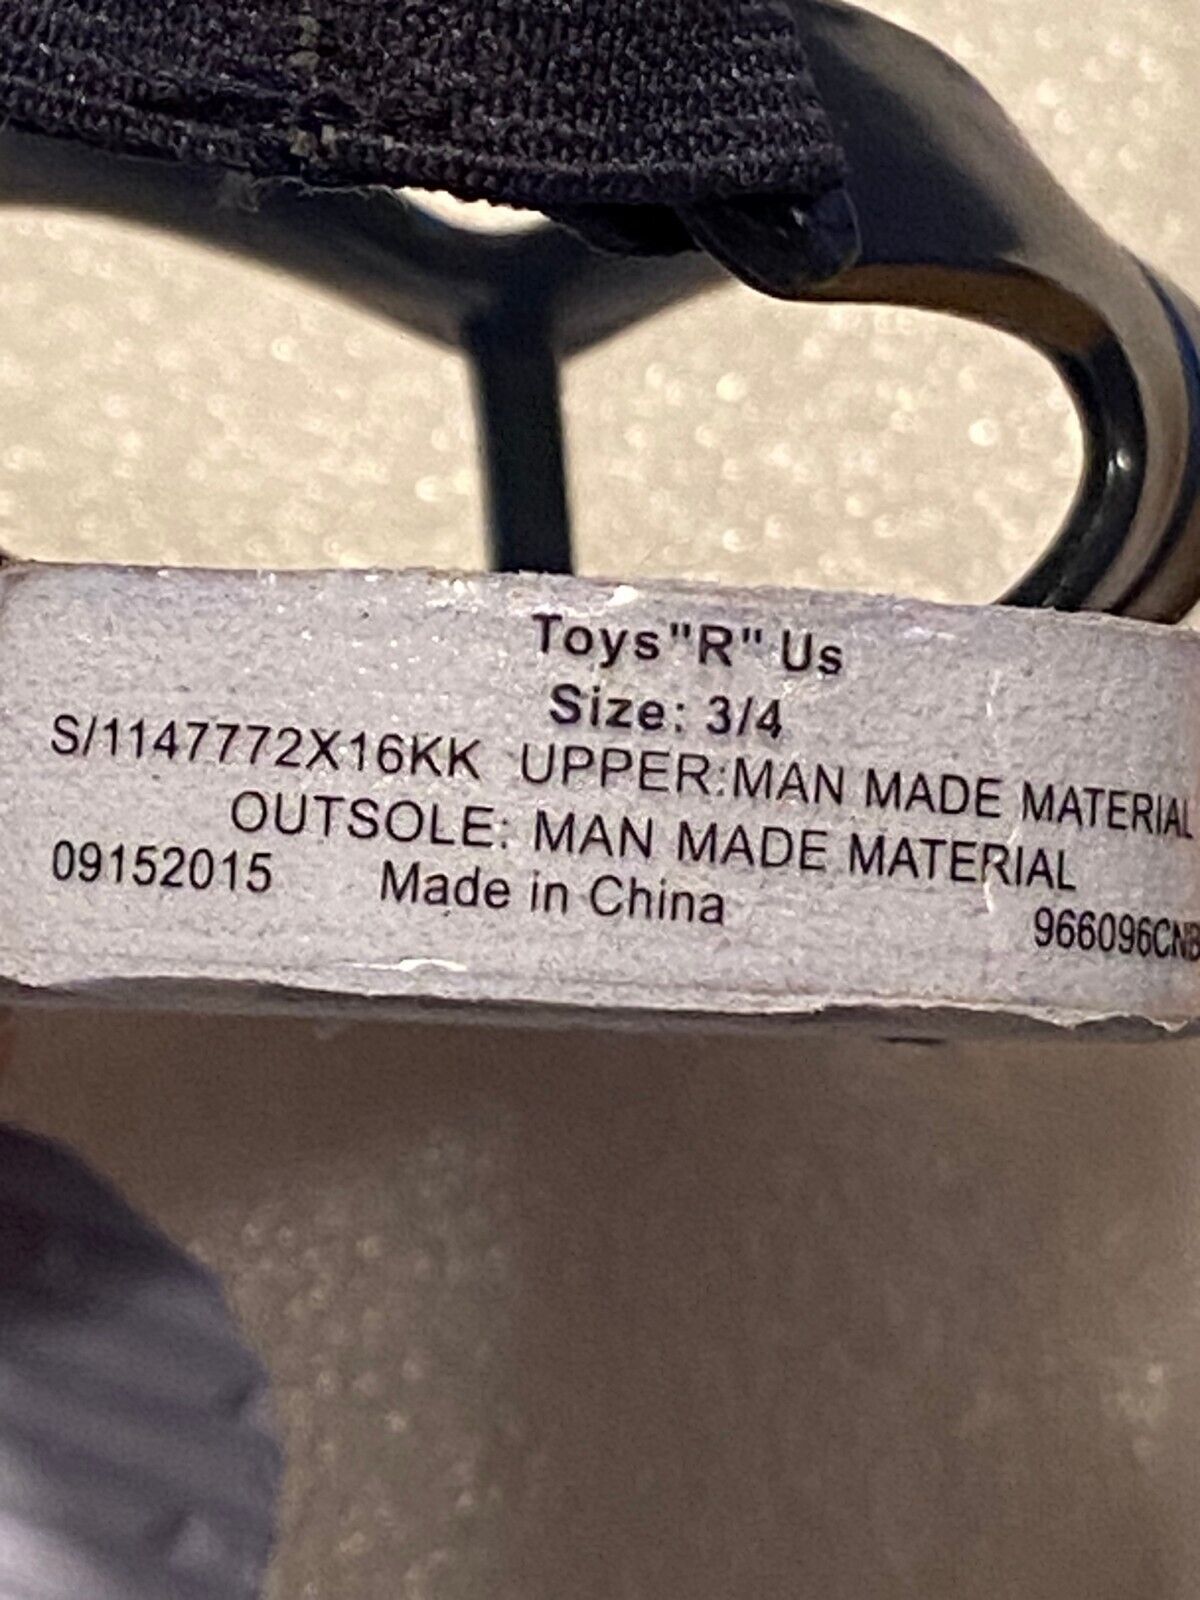 Toys"R" Us
Size: 3/4
S/1147772X16KK UPPER:MAN MADE MATERIAL
OUTSOLE: MAN MADE MATERIAL
09152015 Made in China
966096CNB